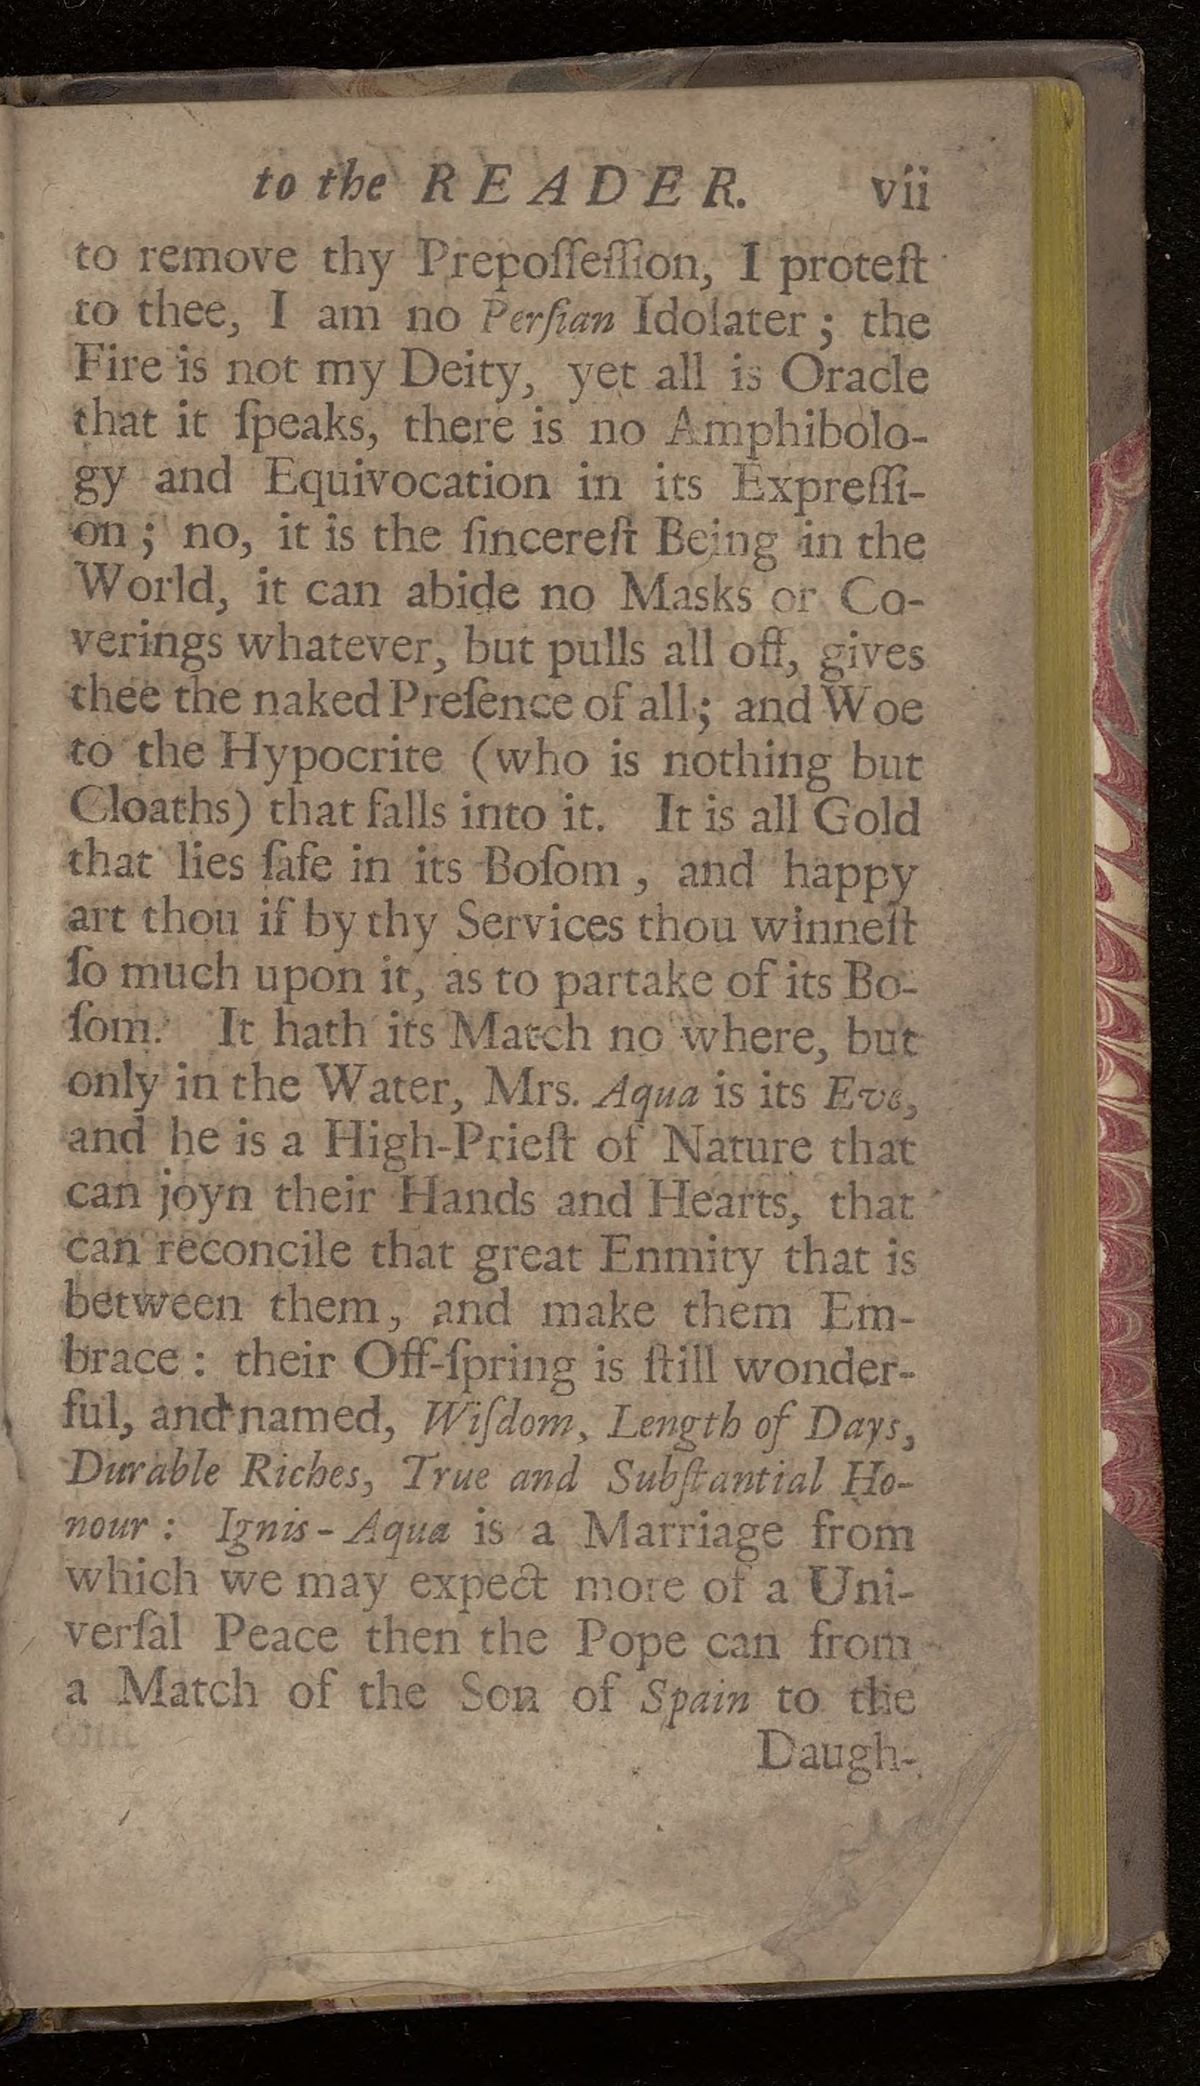 to the READER. vii
to remove thy Prepoſſeſſion, I proteſt
to thee, I am no Perſian Idolater; the
Fire is not my Deity, yet all is Oracle
that it ſpeaks, there is no Amphibolo-
gy and Equivocation in its Expreſſi-
on; no, it is the ſincereſt Being in the
World, it can abide no Masks or Co-
verings whatever, but pulls all off, gives
thee the naked Preſence of all; and Woe
to the Hypocrite (who is nothing but
Cloaths) that falls into it. It is all Gold
that lies ſafe in its Boſom, and happy
art thou if by thy Services thou winneſt
ſo much upon it, as to partake of its Bo-
ſom. It hath its Match no where, but
only in the Water, Mrs. Aqua is its Eve,
and he is a High-Prieſt of Nature that
can joyn their Hands and Hearts, that
can reconcile that great Enmity that is
between them, and make them Em-
brace: their Off-ſpring is ſtill wonder-
ful, and named, Wiſdom, Length of Days,
Durable Riches, True and Subſtantial Ho-
nour: Ignis-Aqua is a Marriage from
which we may expect more of a Uni-
verſal Peace then the Pope can from
a Match of the Son of Spain to the
Daugh-